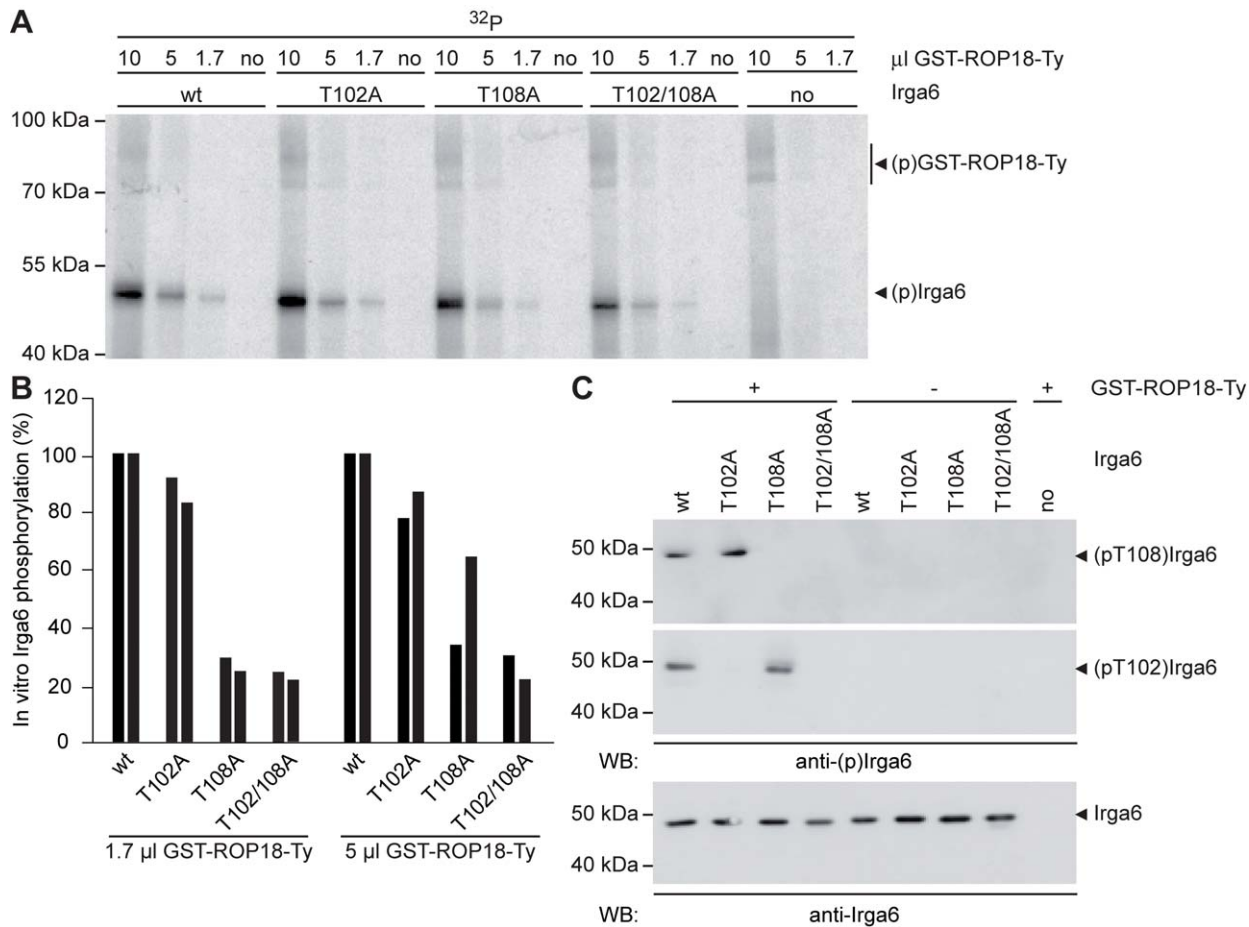 A
32P
10 5 1.7 no 10 5 1.7 no 10 5 1.7 no 10 5 1.7 no 10 5 1.7 µl GST-ROP18-Ty
wt T102A T108A T102/108A no Irga6
100 kDa
(p)GST-ROP18-Ty
70 kDa
55 kDa
(p)Irga6
40 kDa
B
In vitro Irga6 phosphorylation (%)
120
100
80
60
40
20
0
wt T102A T108A T102/108A wt T102A T108A T102/108A
1.7 µl GST-ROP18-Ty 5 µl GST-ROP18-Ty
C
+ - + GST-ROP18-Ty
wt T102A T108A T102/108A wt T102A T108A T102/108A no Irga6
50 kDa (pT108)Irga6
40 kDa
50 kDa (pT102)Irga6
40 kDa
WB: anti-(p)Irga6
50 kDa Irga6
40 kDa
WB: anti-Irga6